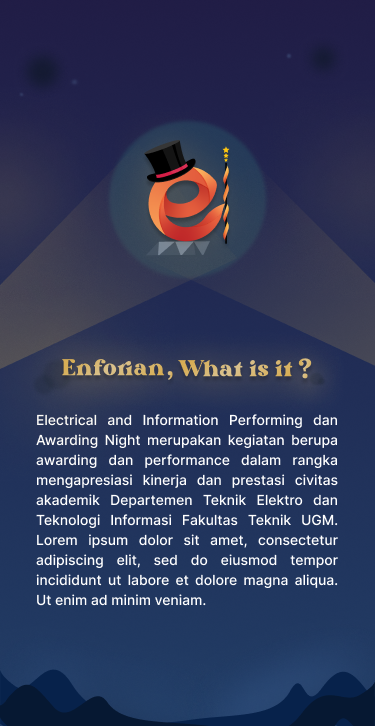 Enforian, What is it ?
Electrical and Information Performing dan
Awarding Night merupakan kegiatan berupa
awarding dan performance dalam rangka
mengapresiasi kinerja dan prestasi civitas
akademik Departemen Teknik Elektro dan
Teknologi Informasi Fakultas Teknik UGM.
Lorem ipsum dolor sit amet, consectetur
adipiscing elit, sed do eiusmod tempor
incididunt ut labore et dolore magna aliqua.
Ut enim ad minim veniam.